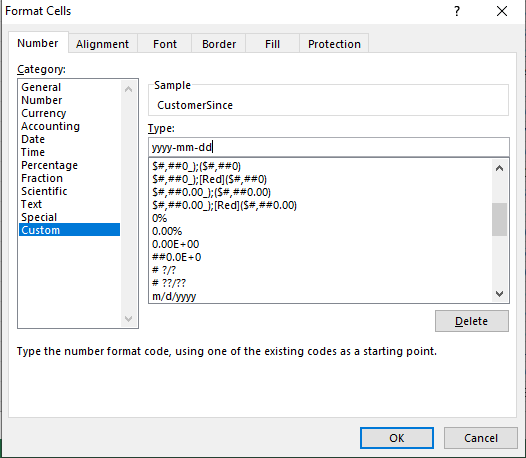 Format Cells
?
Number Alignment Font Border Fill Protection
Category:
General
Number
Currency
Accounting
Date
Time
Percentage
Fraction
Scientific
Text
Special
Custom
Sample
CustomerSince
Type:
yyyy-mm-dd
$#,##0_);($#,##0)
$#,##0_);[Red]($#,##0)
$#,##0.00_);($#,##0.00)
$#,##0.00_);[Red]($#,##0.00)
0%
0.00%
0.00E+00
##0.0E+0
# ?/?
# ??/??
m/d/yyyy
Delete
Type the number format code, using one of the existing codes as a starting point.
OK Cancel